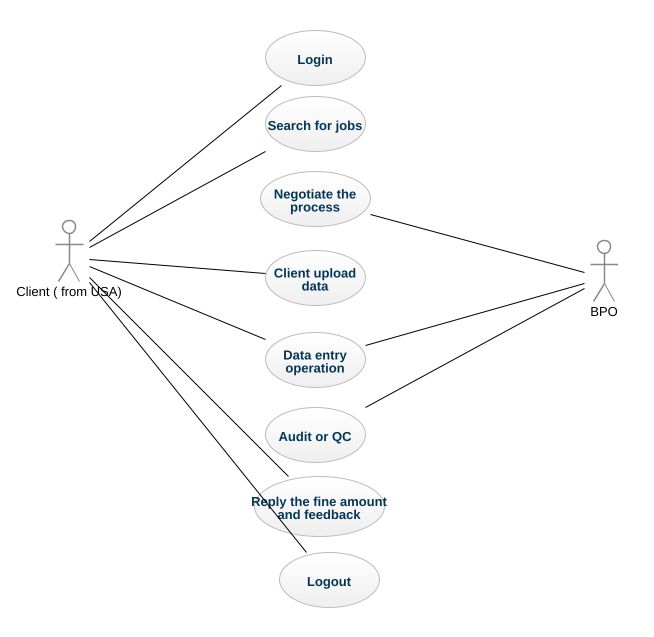 Login
Search for jobs
Negotiate the
process
Client ( from USA)
Client upload
data
BPO
Data entry
operation
Audit or QC
Reply the fine amount
and feedback
Logout